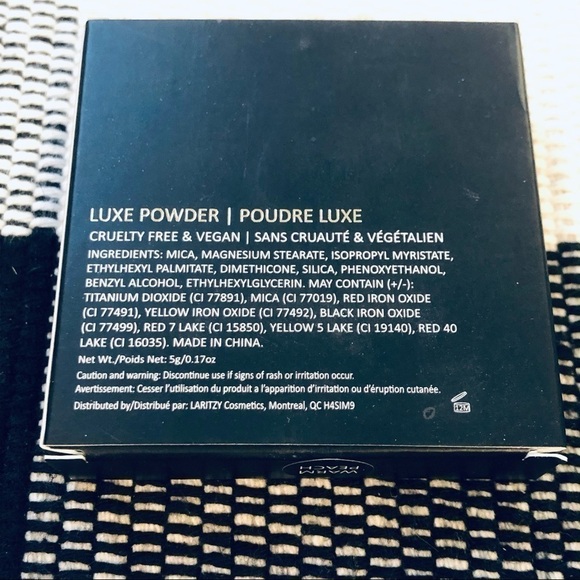 LUXE POWDER | POUDRE LUXE
CRUELTY FREE & VEGAN | SANS CRUAUTÉ & VÉGÉTALIEN
INGREDIENTS: MICA, MAGNESIUM STEARATE, ISOPROPYL MYRISTATE,
ETHYLHEXYL PALMITATE, DIMETHICONE, SILICA, PHENOXYETHANOL,
BENZYL ALCOHOL, ETHYLHEXYLGLYCERIN. MAY CONTAIN (+/-):
TITANIUM DIOXIDE (CI 77891), MICA (CI 77019), RED IRON OXIDE
(CI 77491), YELLOW IRON OXIDE (CI 77492), BLACK IRON OXIDE
(CI 77499), RED 7 LAKE (CI 15850), YELLOW 5 LAKE (CI 19140), RED 40
LAKE (CI 16035). MADE IN CHINA.
Net Wt./Poids Net: 5g/0.17oz
Caution and warning: Discontinue use if signs of rash or irritation occur.
Avertissement: Cesser l'utilisation du produit a l'apparition d'irritation ou d'éruption cutanée.
Distributed by/Distribué par: LARITZY Cosmetics, Montreal, QC H4SIM9
12M
WARM
PEACH